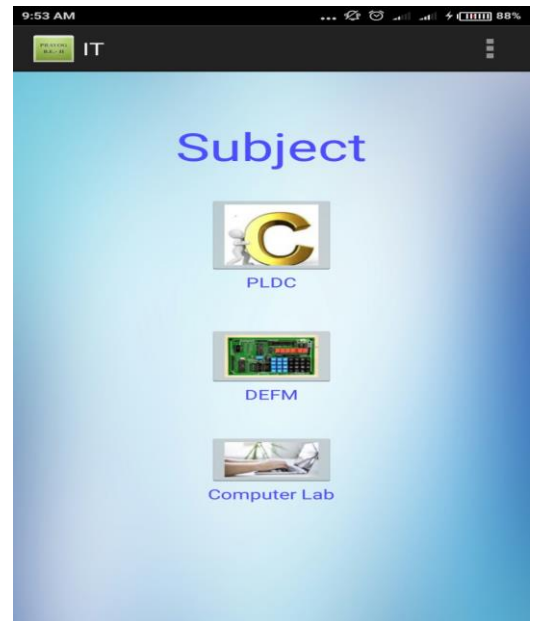 9:53 AM ... 88%
IT
Subject
C
PLDC
DEFM
Computer Lab